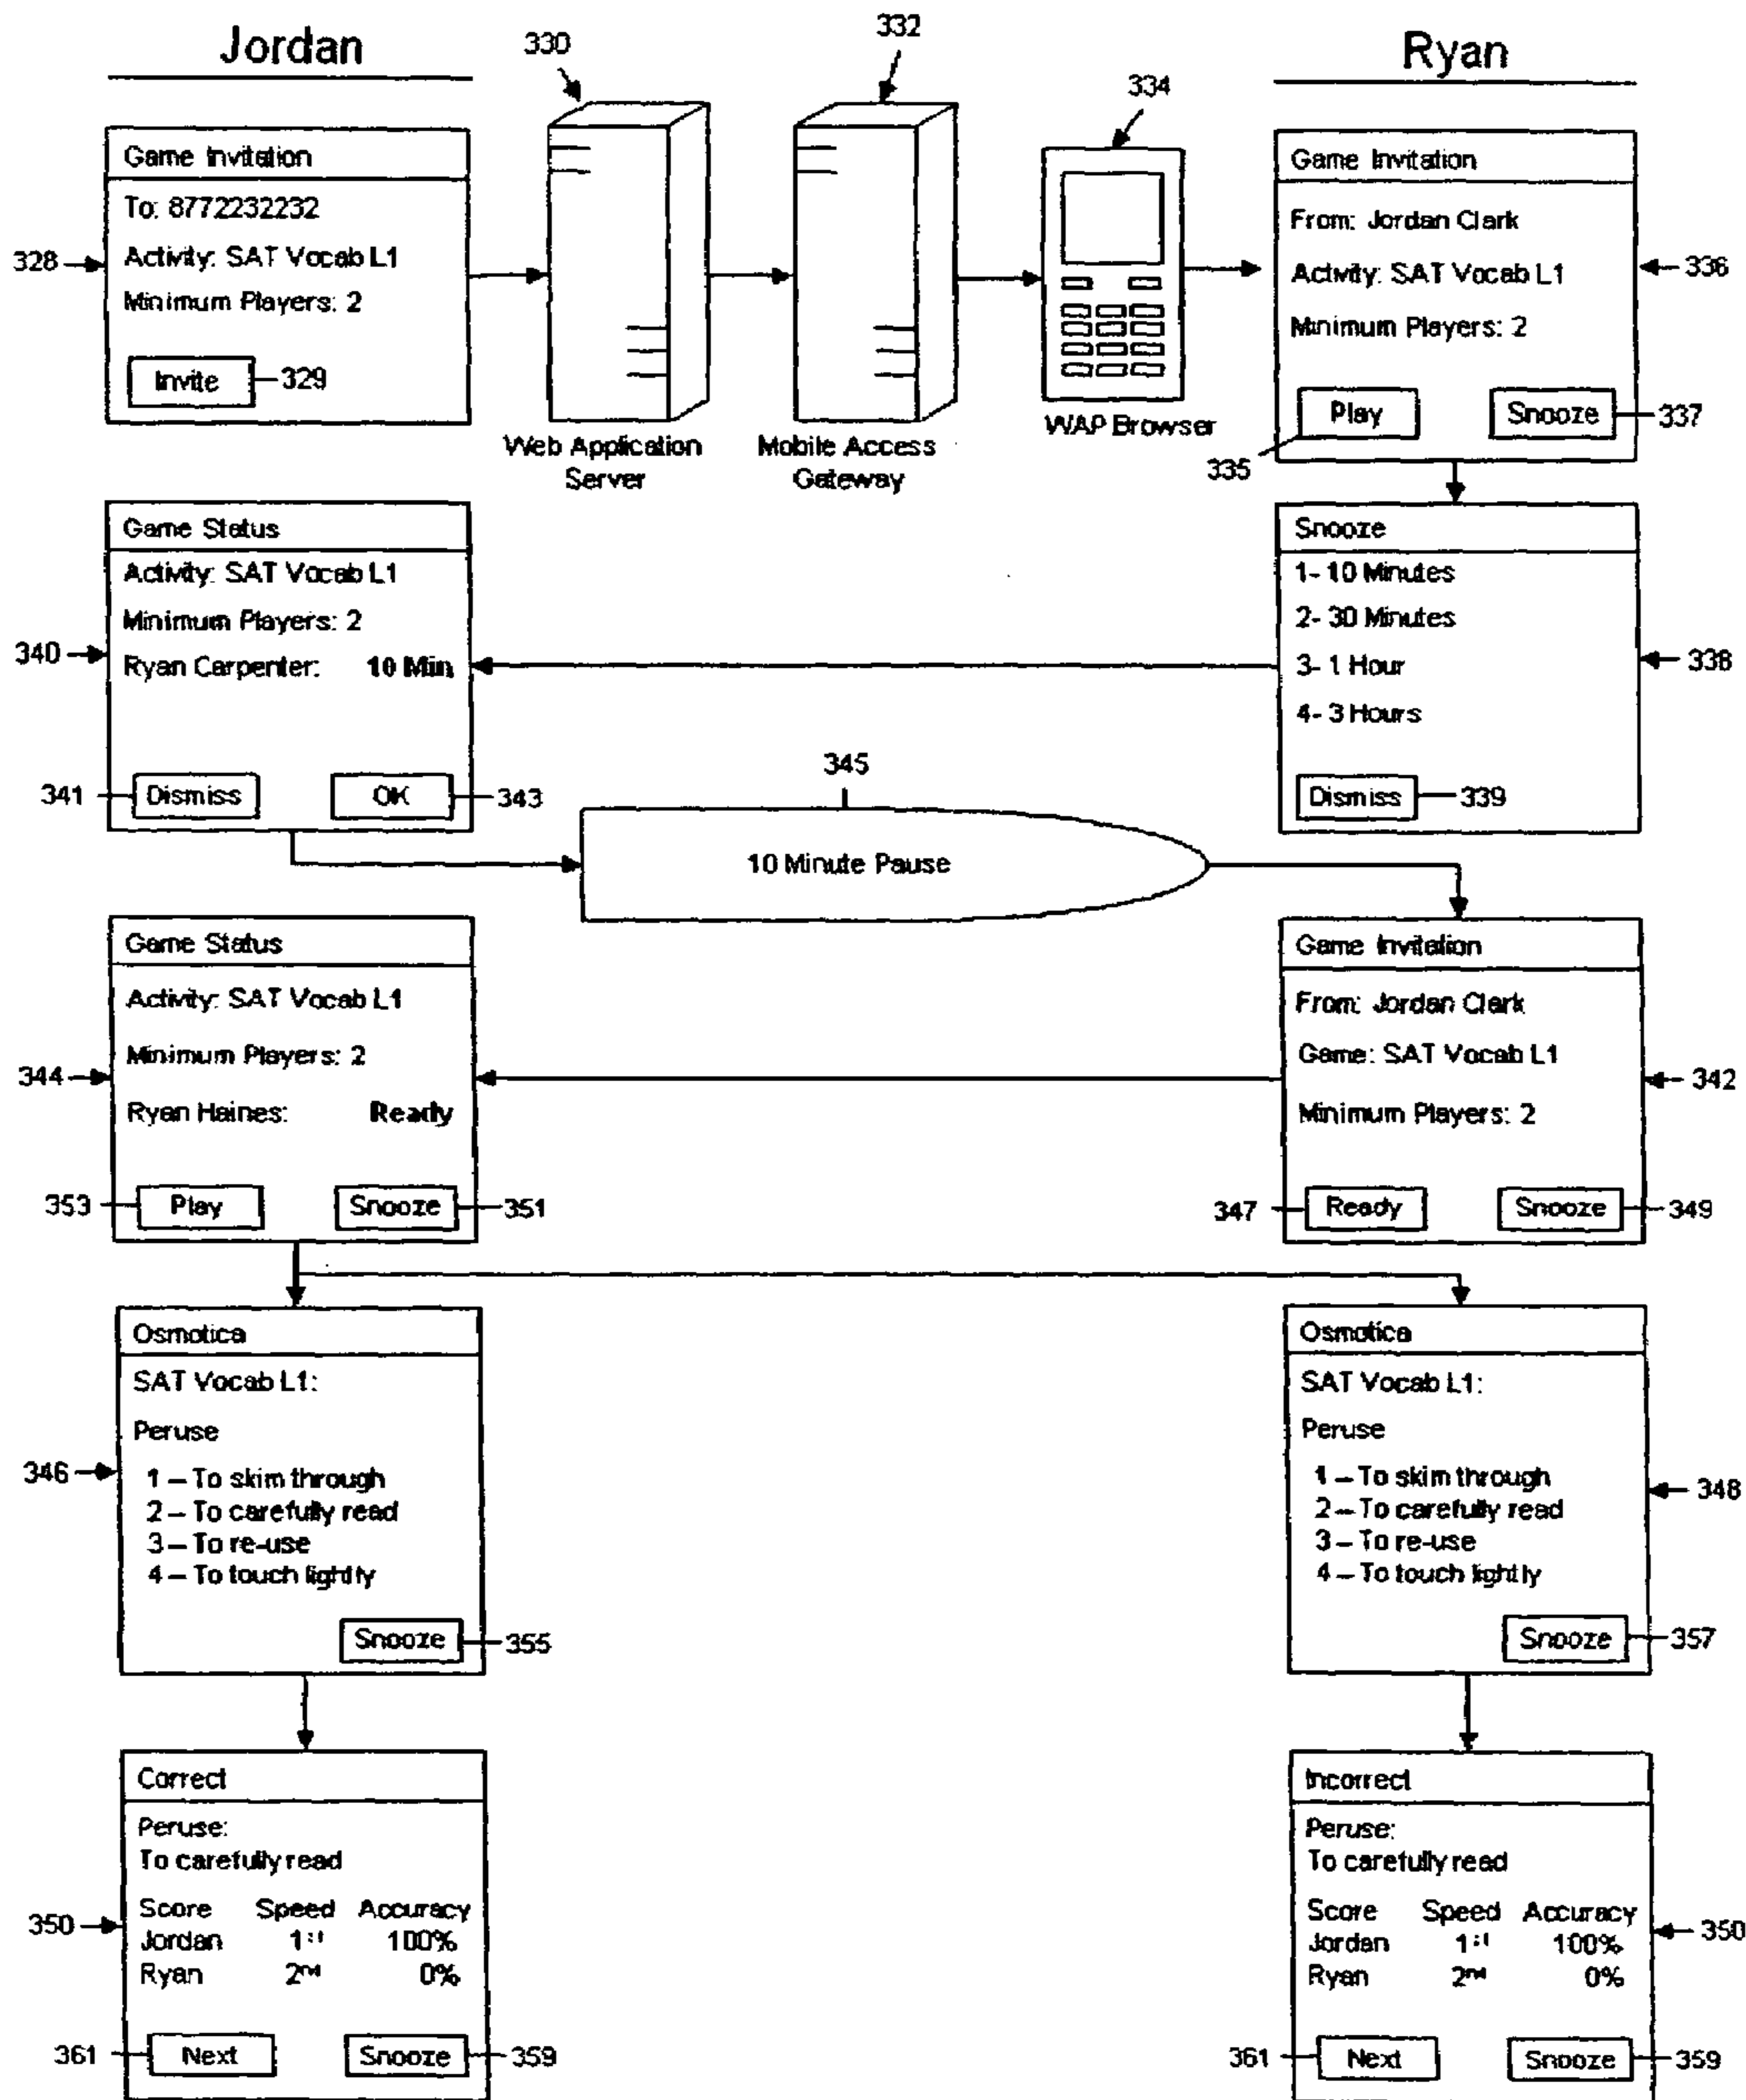 Jordan
330
332
334
Ryan
Game Invitation
To: 8772232232
Activity: SAT Vocab L1
Minimum Players: 2
Invite
328
329
Web Application
Server
Mobile Access
Gateway
WAP Browser
Game Invitation
From: Jordan Clark
Activity: SAT Vocab L1
Minimum Players: 2
Play
Snooze
336
337
335
Game Status
Activity: SAT Vocab L1
Minimum Players: 2
Ryan Carpenter: 10 Min
Dismiss
OK
340
341
343
Snooze
1- 10 Minutes
2- 30 Minutes
3- 1 Hour
4- 3 Hours
Dismiss
338
339
345
10 Minute Pause
Game Status
Activity: SAT Vocab L1
Minimum Players: 2
Ryan Haines: Ready
Play
Snooze
344
353
351
Game Invitation
From: Jordan Clark
Game: SAT Vocab L1
Minimum Players: 2
Ready
Snooze
342
347
349
Osmotica
SAT Vocab L1:
Peruse
1 – To skim through
2 – To carefully read
3 – To re-use
4 – To touch lightly
Snooze
346
355
Osmotica
SAT Vocab L1:
Peruse
1 – To skim through
2 – To carefully read
3 – To re-use
4 – To touch lightly
Snooze
348
357
Correct
Peruse:
To carefully read
Score Speed Accuracy
Jordan 1st 100%
Ryan 2nd 0%
Next
Snooze
350
361
359
Incorrect
Peruse:
To carefully read
Score Speed Accuracy
Jordan 1st 100%
Ryan 2nd 0%
Next
Snooze
350
361
359